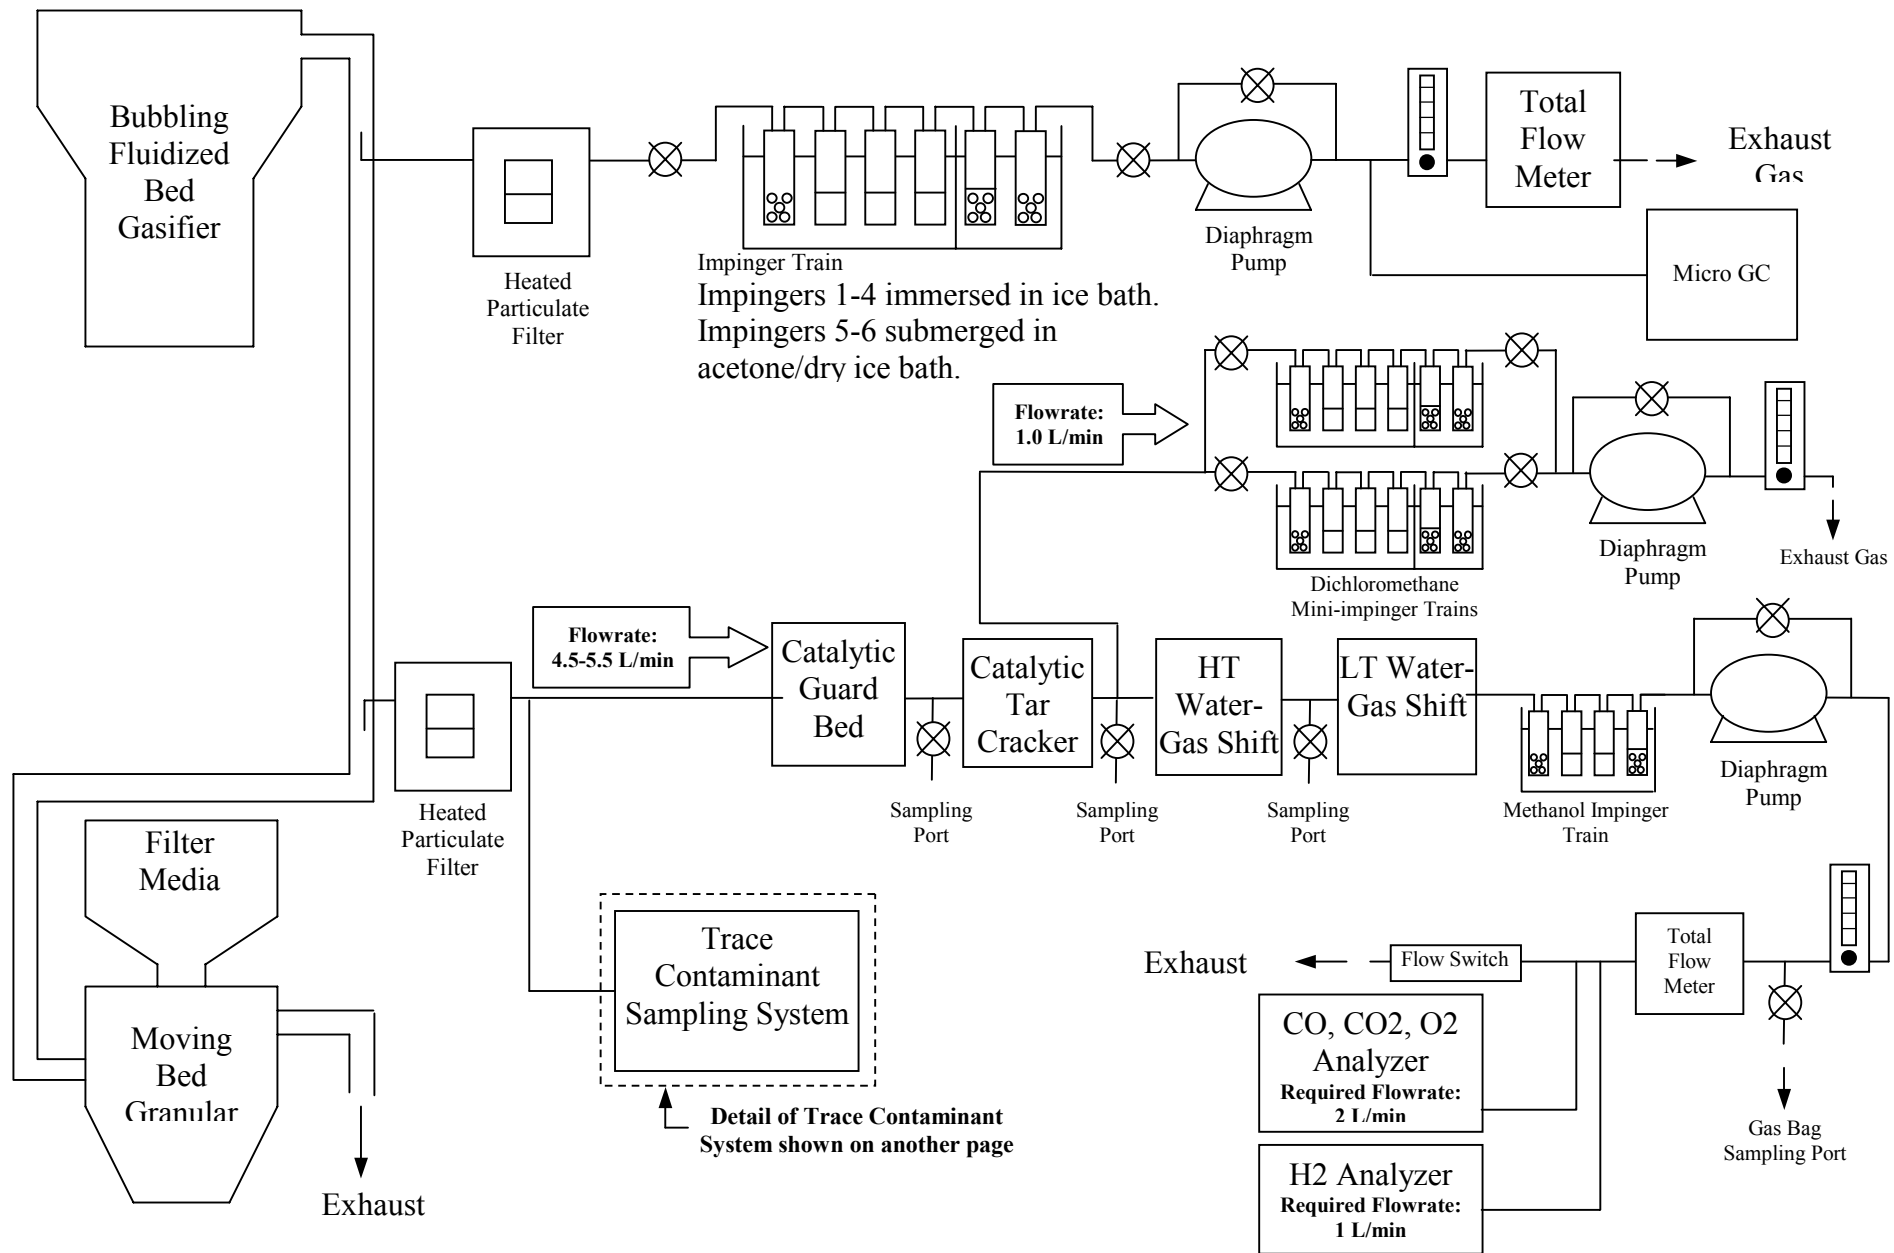 Bubbling
Fluidized
Bed
Gasifier
Heated
Particulate
Filter
Impinger Train
Impingers 1-4 immersed in ice bath.
Impingers 5-6 submerged in
acetone/dry ice bath.
Diaphragm
Pump
Total
Flow
Meter
Exhaust
Gas
Micro GC
Flowrate:
1.0 L/min
Dichloromethane
Mini-impinger Trains
Diaphragm
Pump
Exhaust Gas
Heated
Particulate
Filter
Flowrate:
4.5-5.5 L/min
Catalytic
Guard
Bed
Sampling
Port
Catalytic
Tar
Cracker
Sampling
Port
HT
Water-
Gas Shift
Sampling
Port
LT Water-
Gas Shift
Methanol Impinger
Train
Diaphragm
Pump
Filter
Media
Moving
Bed
Granular
Exhaust
Trace
Contaminant
Sampling System
Detail of Trace Contaminant
System shown on another page
Exhaust
Flow Switch
Total
Flow
Meter
CO, CO2, O2
Analyzer
Required Flowrate:
2 L/min
H2 Analyzer
Required Flowrate:
1 L/min
Gas Bag
Sampling Port